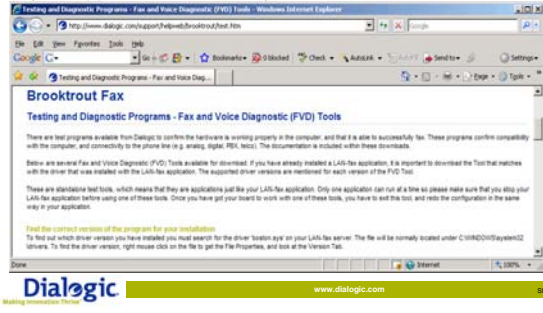 Testing and Diagnostic Programs - Fax and Voice Diagnostic (FVD) Tools - Windows Internet Explorer
http://www.dialogic.com/support/helpweb/brooktrout/test.htm
Google
File Edit View Favorites Tools Help
Google G Go Bookmarks 0 blocked Check AutoLink AutoFill Send to Settings
Testing and Diagnostic Programs - Fax and Voice Diag... Page Tools
Brooktrout Fax
Testing and Diagnostic Programs - Fax and Voice Diagnostic (FVD) Tools
There are test programs available from Dialogic to confirm the hardware is working properly in the computer, and that it is able to successfully fax. These programs confirm compatibility
with the computer, and connectivity to the phone line (e.g. analog, digital, PBX, telco). The documentation is included within these downloads.
Below are several Fax and Voice Diagnostic (FVD) Tools available for download. If you have already installed a LAN-fax application, it is important to download the Tool that matches
with the driver that was installed with the LAN-fax application. The supported driver versions are mentioned for each version of the FVD Tool.
These are standalone test tools, which means that they are applications just like your LAN-fax application. Only one application can run at a time so please make sure that you stop your
LAN-fax application before using one of these tools. Once you have got your board to work with one of these tools, you have to exit this tool, and redo the configuration in the same
way in your application.
Find the correct version of the program for your installation
To find out which driver version you have installed you must search for the driver 'boston.sys' on your LAN-fax server. The file will be normally located under C:\WINDOWS\system32
\drivers. To find the driver version, right mouse click on the file to get the File Properties, and look at the Version Tab.
Done Internet 100%
Dialogic
Making Innovation Thrive
www.dialogic.com